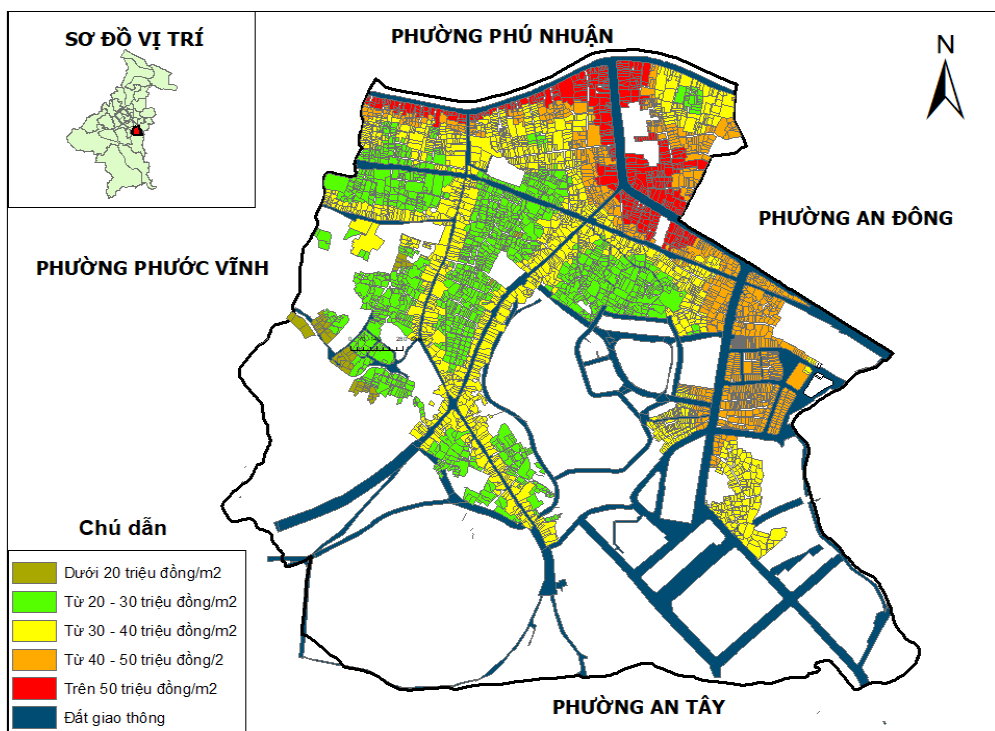 SƠ ĐỒ VỊ TRÍ
PHƯỜNG PHÚ NHUẬN
N
PHƯỜNG AN ĐÔNG
PHƯỜNG PHƯỚC VĨNH
Chú dẫn
Dưới 20 triệu đồng/m2
Từ 20 - 30 triệu đồng/m2
Từ 30 - 40 triệu đồng/m2
Từ 40 - 50 triệu đồng/2
Trên 50 triệu đồng/m2
Đất giao thông
PHƯỜNG AN TÂY